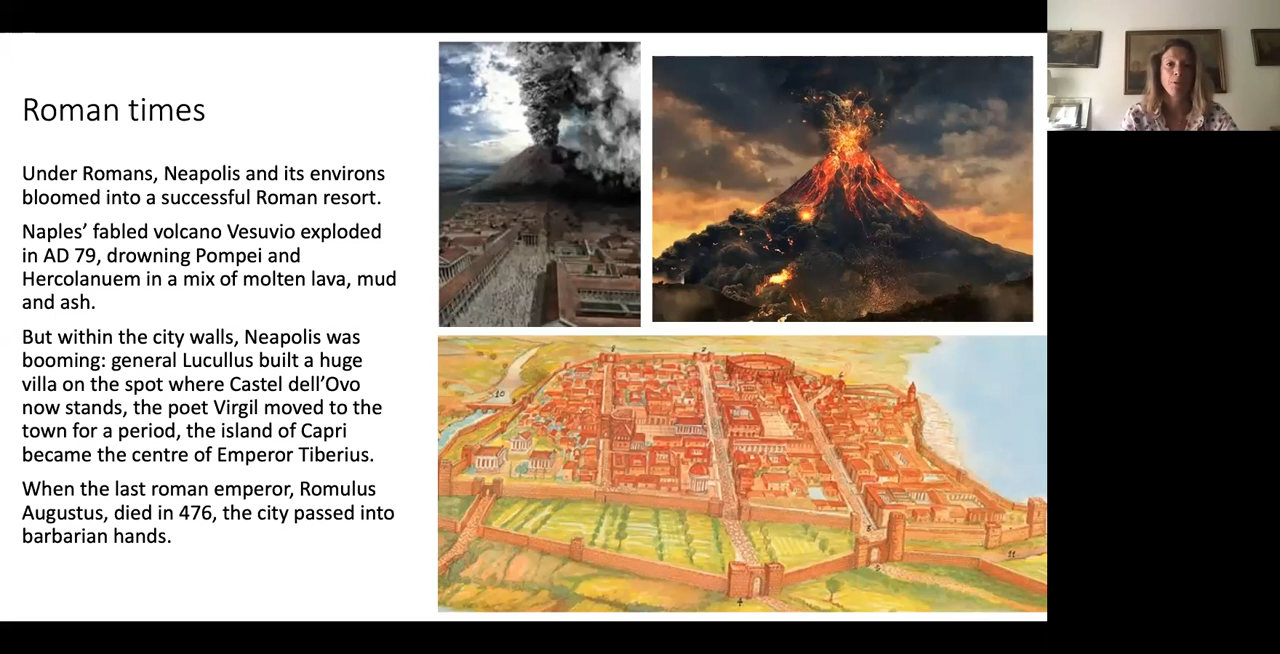 Roman times
Under Romans, Neapolis and its environs
bloomed into a successful Roman resort.
Naples’ fabled volcano Vesuvio exploded
in AD 79, drowning Pompei and
Hercolanuem in a mix of molten lava, mud
and ash.
But within the city walls, Neapolis was
booming: general Lucullus built a huge
villa on the spot where Castel dell’Ovo
now stands, the poet Virgil moved to the
town for a period, the island of Capri
became the centre of Emperor Tiberius.
When the last roman emperor, Romulus
Augustus, died in 476, the city passed into
barbarian hands.
10
11